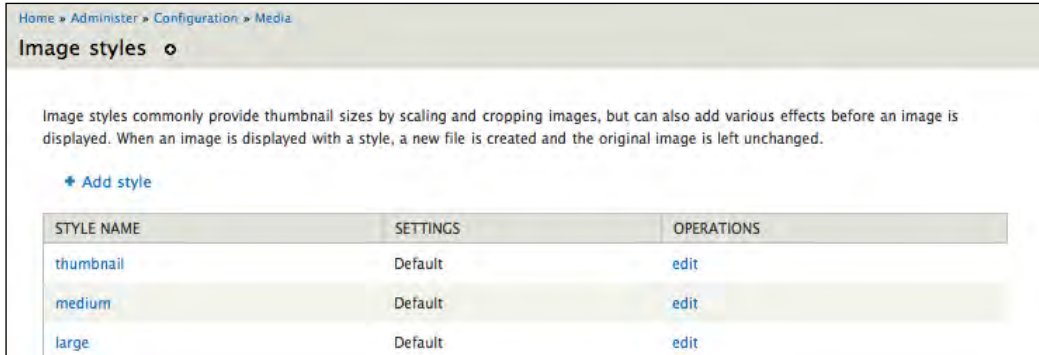 Home » Administer » Configuration » Media
Image styles
Image styles commonly provide thumbnail sizes by scaling and cropping images, but can also add various effects before an image is
displayed. When an image is displayed with a style, a new file is created and the original image is left unchanged.
+ Add style
STYLE NAME SETTINGS OPERATIONS
thumbnail Default edit
medium Default edit
large Default edit